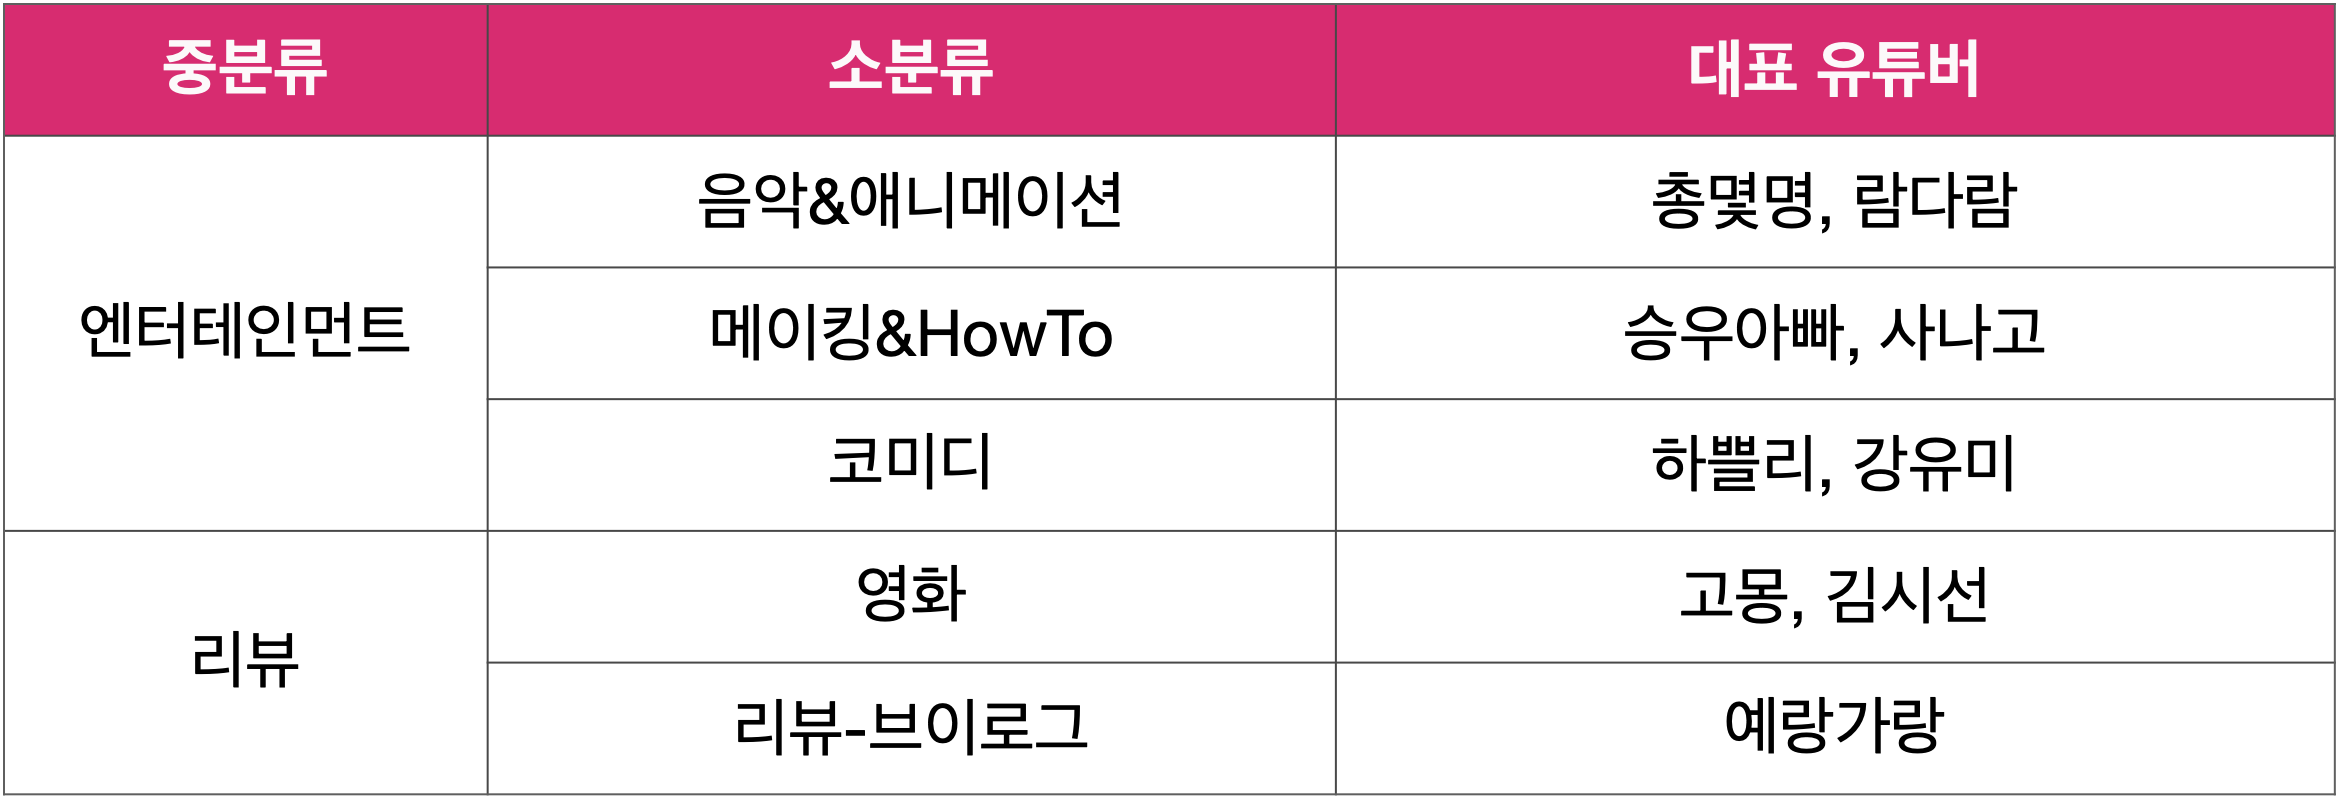 중분류 소분류 대표 유튜버
음악&애니메이션 총몇명, 람다람
엔터테인먼트 메이킹&HowTo 승우아빠, 사나고
코미디 하쁠리, 강유미
영화 고몽, 김시선
리뷰
리뷰-브이로그 예랑가랑